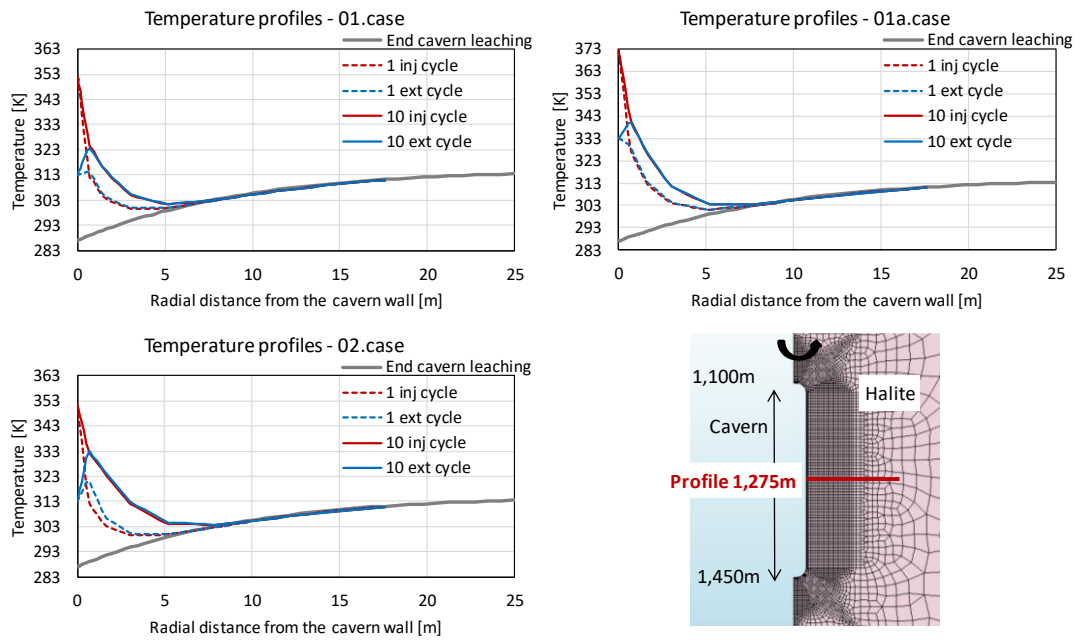 Temperature profiles - 01.case
End cavern leaching
1 inj cycle
1 ext cycle
10 inj cycle
10 ext cycle
Temperature [K]
363
353
343
333
323
313
303
293
283
0
5
10
15
20
25
Radial distance from the cavern wall [m]
Temperature profiles - 01a.case
End cavern leaching
1 inj cycle
1 ext cycle
10 inj cycle
10 ext cycle
Temperature [K]
373
363
353
343
333
323
313
303
293
283
0
5
10
15
20
25
Radial distance from the cavern wall [m]
Temperature profiles - 02.case
End cavern leaching
1 inj cycle
1 ext cycle
10 inj cycle
10 ext cycle
Temperature [K]
363
353
343
333
323
313
303
293
283
0
5
10
15
20
25
Radial distance from the cavern wall [m]
1,100m
Halite
Cavern
Profile 1,275m
1,450m